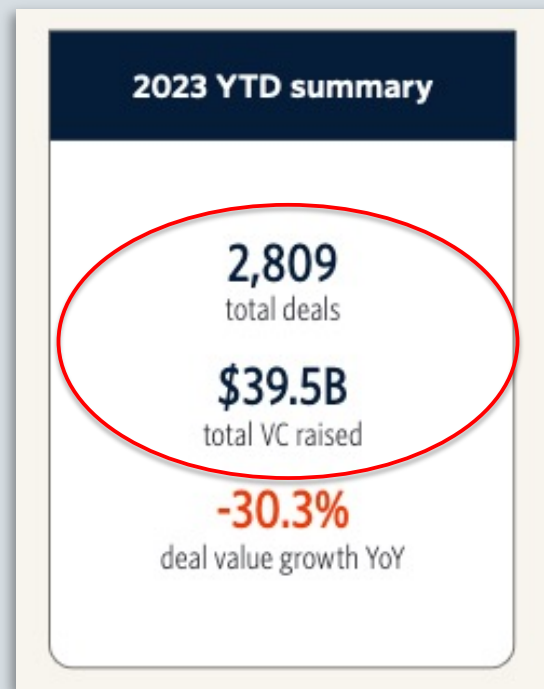 2023 YTD summary
2,809
total deals
$39.5B
total VC raised
-30.3%
deal value growth YoY